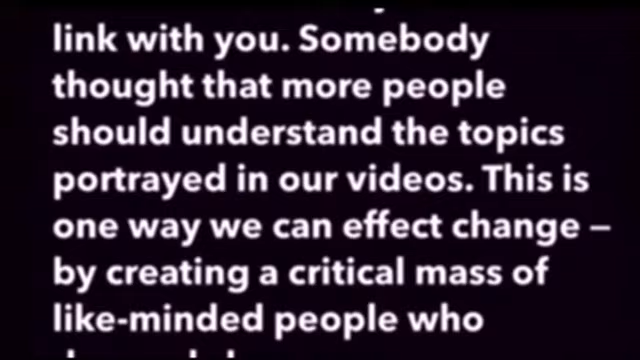 link with you. Somebody
thought that more people
should understand the topics
portrayed in our videos. This is
one way we can effect change –
by creating a critical mass of
like-minded people who